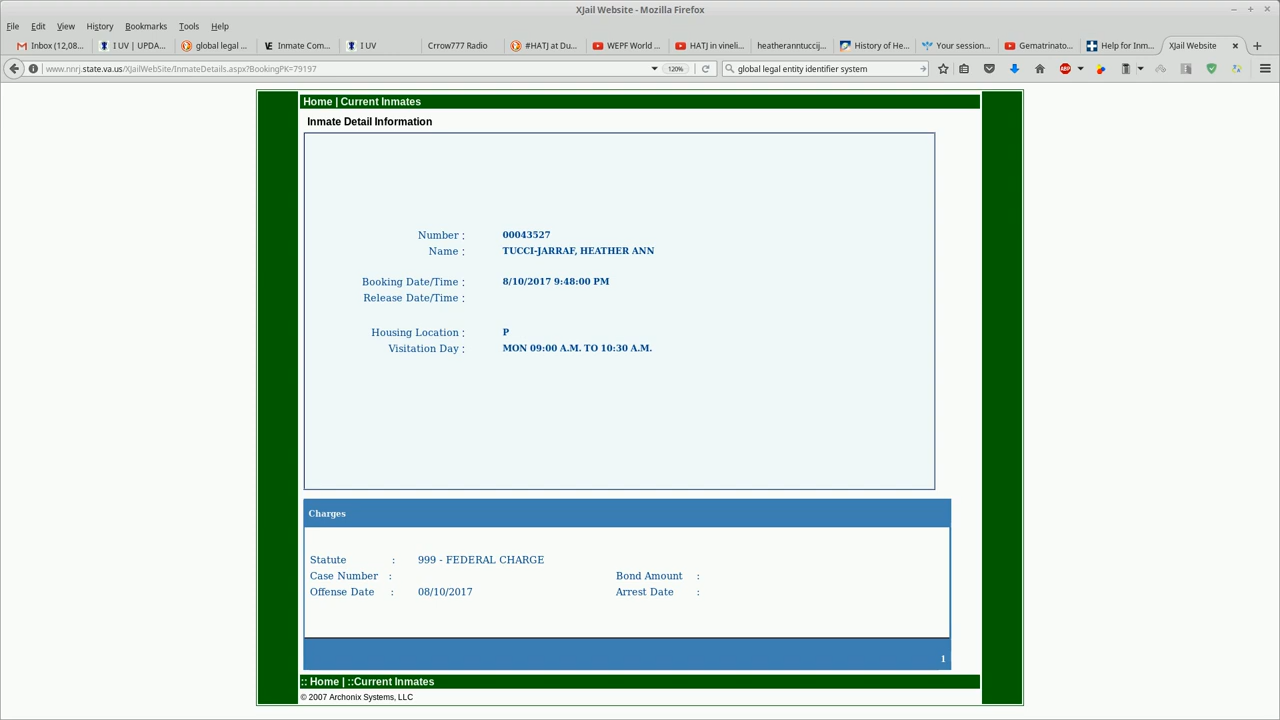 XJail Website - Mozilla Firefox
File Edit View History Bookmarks Tools Help
Inbox (12,08... I UV | UPDA... global legal ... Inmate Com... I UV Crrow777 Radio #HATJ at Du... WEPF World ... HATJ in vineli... heatheranntuccij... History of He... Your session... Gematrinato... Help for Inm... XJail Website
www.nnrj.state.va.us/XJailWebSite/InmateDetails.aspx?BookingPK=79197 120% global legal entity identifier system
Home | Current Inmates
Inmate Detail Information
Number : 00043527
Name : TUCCI-JARRAF, HEATHER ANN
Booking Date/Time : 8/10/2017 9:48:00 PM
Release Date/Time :
Housing Location : P
Visitation Day : MON 09:00 A.M. TO 10:30 A.M.
Charges
Statute : 999 - FEDERAL CHARGE
Case Number : Bond Amount :
Offense Date : 08/10/2017 Arrest Date :
1
:: Home | ::Current Inmates
© 2007 Archonix Systems, LLC